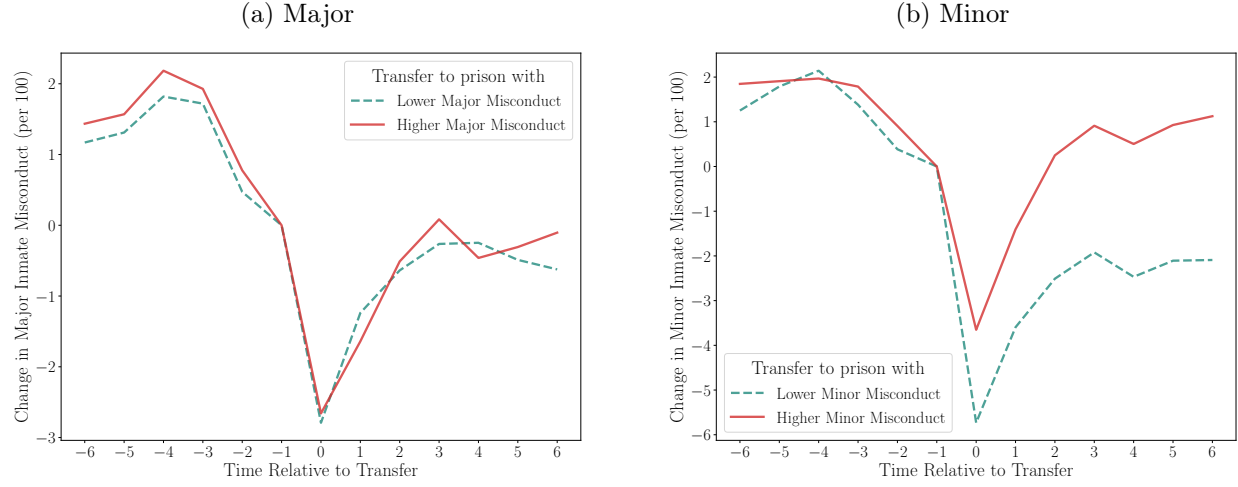 (a) Major
Change in Major Inmate Misconduct (per 100)
2
1
0
−1
−2
−3
Transfer to prison with
Lower Major Misconduct
Higher Major Misconduct
−6 −5 −4 −3 −2 −1 0 1 2 3 4 5 6
Time Relative to Transfer
(b) Minor
Change in Minor Inmate Misconduct (per 100)
2
1
0
−1
−2
−3
−4
−5
−6
Transfer to prison with
Lower Minor Misconduct
Higher Minor Misconduct
−6 −5 −4 −3 −2 −1 0 1 2 3 4 5 6
Time Relative to Transfer